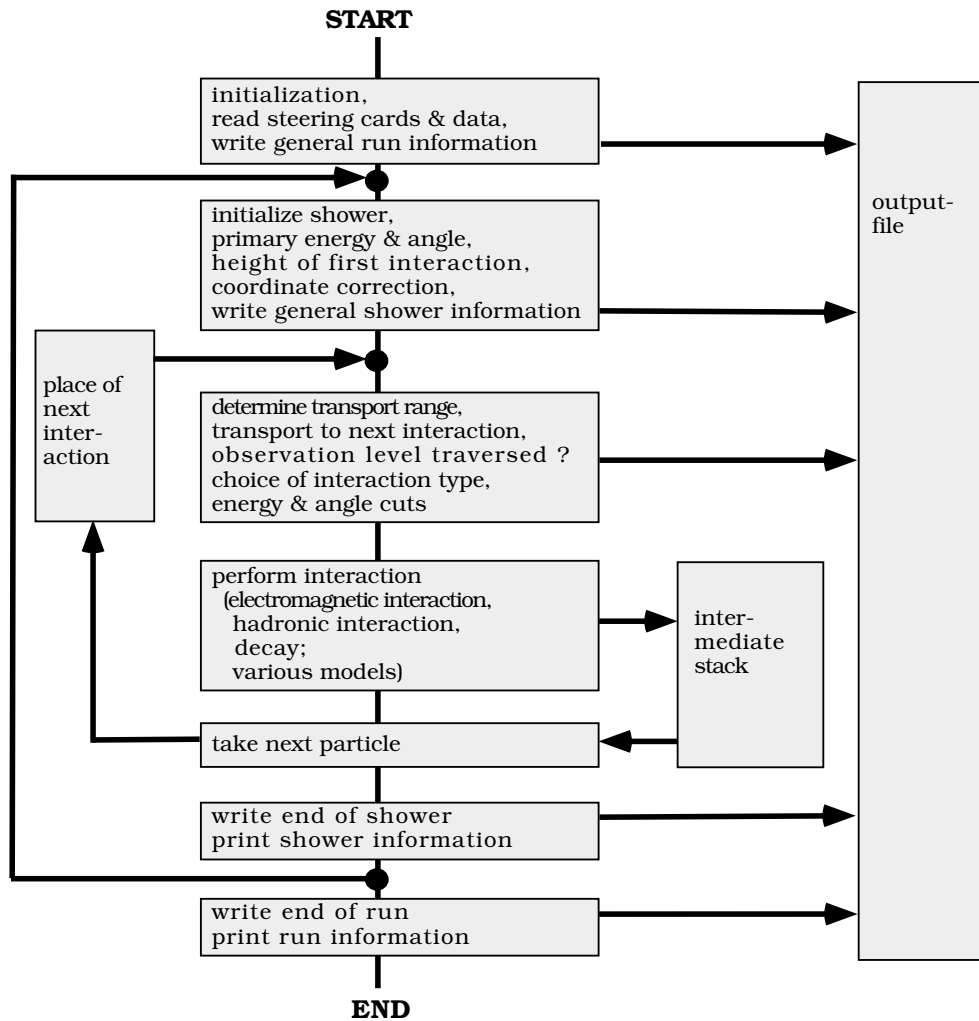 START
initialization,
read steering cards & data,
write general run information
output-
file
initialize shower,
primary energy & angle,
height of first interaction,
coordinate correction,
write general shower information
place of
next
inter-
action
determine transport range,
transport to next interaction,
observation level traversed ?
choice of interaction type,
energy & angle cuts
perform interaction
(electromagnetic interaction,
hadronic interaction,
decay;
various models)
inter-
mediate
stack
take next particle
write end of shower
print shower information
write end of run
print run information
END